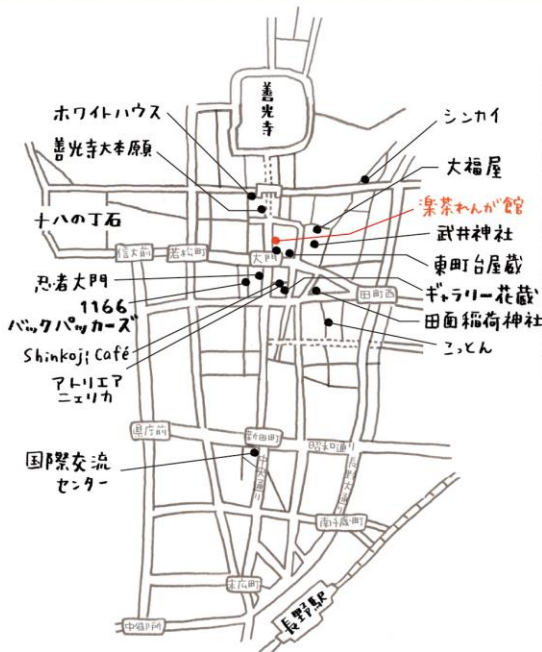 善光寺
ホワイトハウス
シンカイ
善光寺大本願
大福屋
十八の丁石
楽茶れんが館
武井神社
信大前
若松町
大門
東町台屋蔵
忍者大門
田町西
ギャラリー花蔵
1166
バックパッカーズ
田面稲荷神社
Shinkoji Café
こっとん
アトリエア
ニェリカ
県庁前
新田町
昭和通り
国際交流
センター
中央通り
長野大通り
南千歳町
末広町
長野駅
中御所